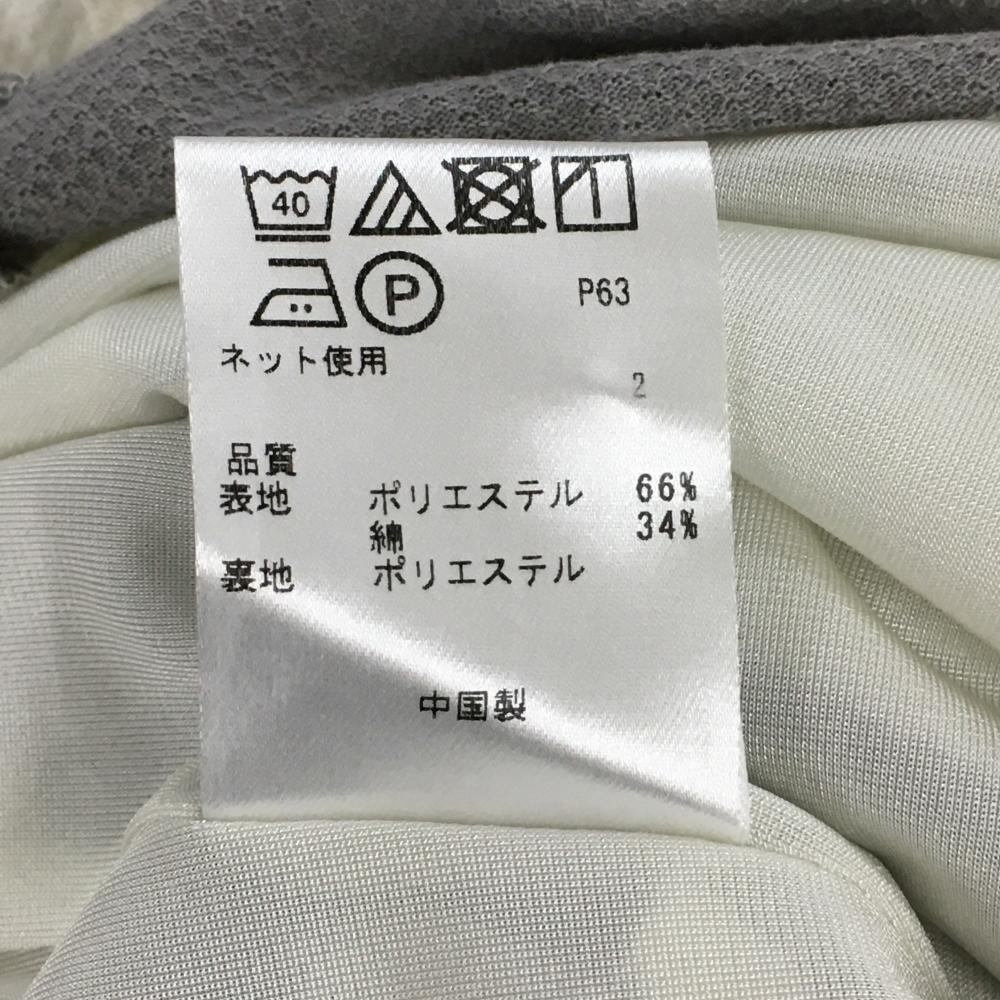 40
P P63
ネット使用
2
品質
表地 ポリエステル 66%
綿 34%
裏地 ポリエステル
中国製